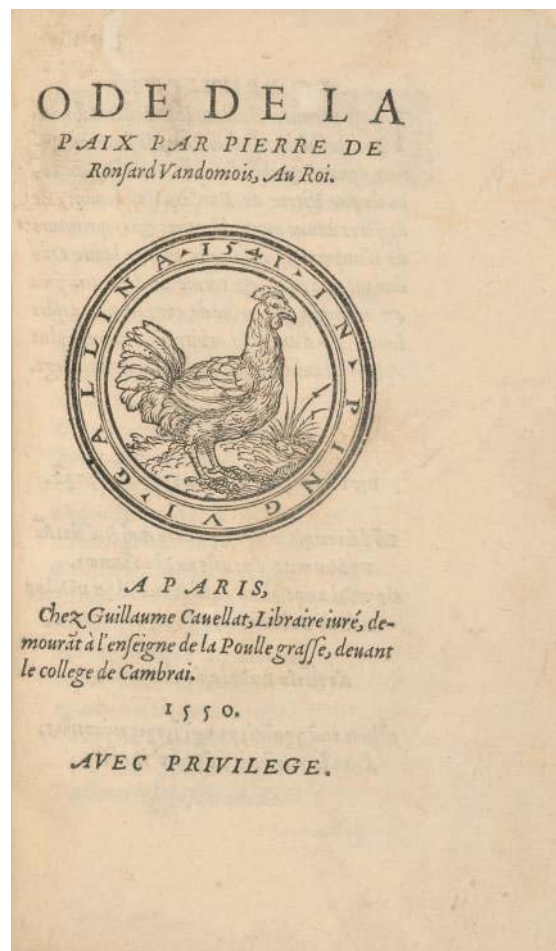 ODE DE LA
PAIX PAR PIERRE DE
Ronſard Vandomois, Au Roi.
IN · PINGVI · GALLINA · 1541 ·
A PARIS,
Chez Guillaume Cauellat, Libraire iuré, de-
mourãt à l'enſeigne de la Poulle graſſe, deuant
le college de Cambrai.
1550.
AVEC PRIVILEGE.